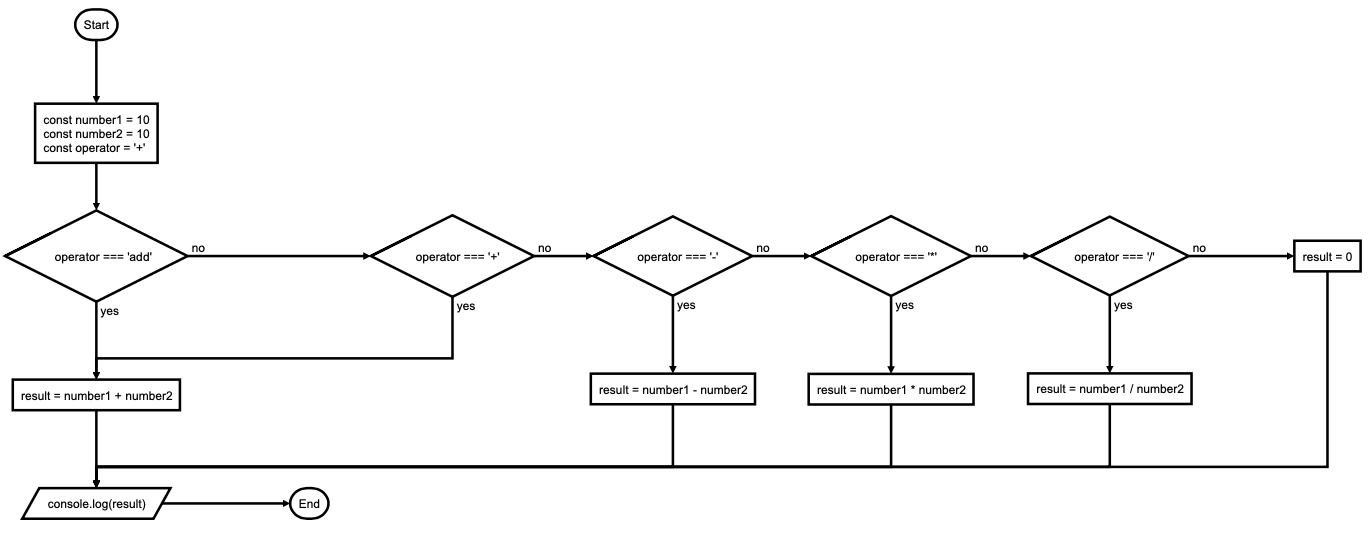 Start
const number1 = 10
const number2 = 10
const operator = '+'
operator === 'add'
no
operator === '+'
no
operator === '-'
no
operator === '*'
no
operator === '/'
no
result = 0
yes
yes
yes
yes
yes
result = number1 + number2
result = number1 - number2
result = number1 * number2
result = number1 / number2
console.log(result)
End